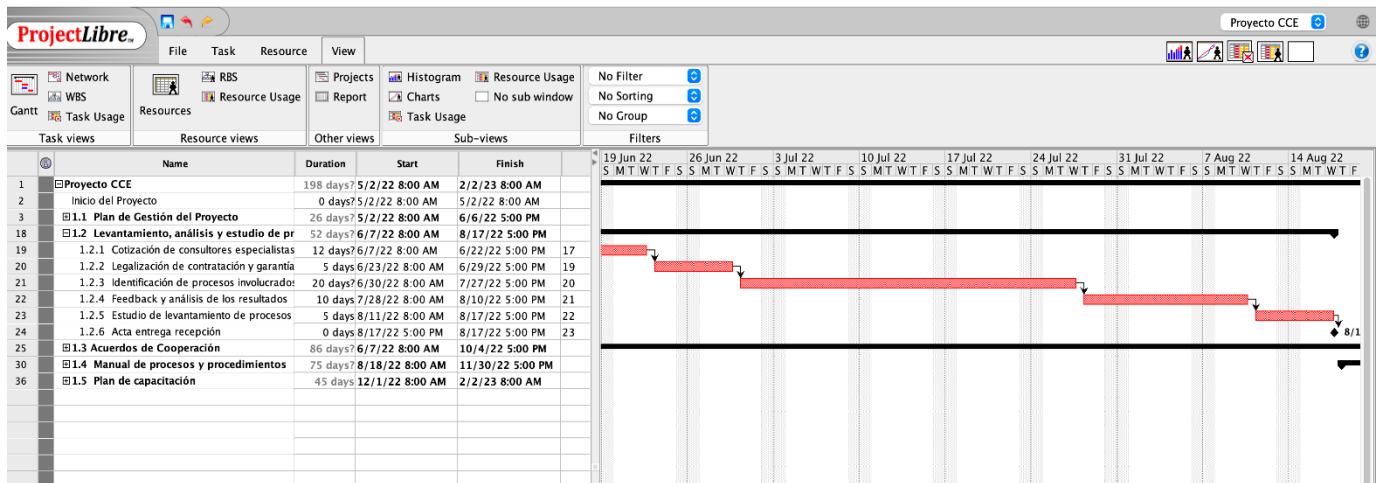 ProjectLibre™
Proyecto CCE
File Task Resource View
Network
WBS
Task Usage
Gantt
Task views
RBS
Resource Usage
Resources
Resource views
Projects
Report
Other views
Histogram Resource Usage
Charts No sub window
Task Usage
Sub-views
No Filter
No Sorting
No Group
Filters
Name Duration Start Finish
19 Jun 22 26 Jun 22 3 Jul 22 10 Jul 22 17 Jul 22 24 Jul 22 31 Jul 22 7 Aug 22 14 Aug 22
S M T W T F S S M T W T F S S M T W T F S S M T W T F S S M T W T F S S M T W T F S S M T W T F S S M T W T F S S M T W T F
1 Proyecto CCE 198 days? 5/2/22 8:00 AM 2/2/23 8:00 AM
2 Inicio del Proyecto 0 days? 5/2/22 8:00 AM 5/2/22 8:00 AM
3 1.1 Plan de Gestión del Proyecto 26 days? 5/2/22 8:00 AM 6/6/22 5:00 PM
18 1.2 Levantamiento, análisis y estudio de pr 52 days? 6/7/22 8:00 AM 8/17/22 5:00 PM
19 1.2.1 Cotización de consultores especialistas 12 days? 6/7/22 8:00 AM 6/22/22 5:00 PM 17
20 1.2.2 Legalización de contratación y garantía 5 days 6/23/22 8:00 AM 6/29/22 5:00 PM 19
21 1.2.3 Identificación de procesos involucrados 20 days? 6/30/22 8:00 AM 7/27/22 5:00 PM 20
22 1.2.4 Feedback y análisis de los resultados 10 days 7/28/22 8:00 AM 8/10/22 5:00 PM 21
23 1.2.5 Estudio de levantamiento de procesos 5 days 8/11/22 8:00 AM 8/17/22 5:00 PM 22
24 1.2.6 Acta entrega recepción 0 days 8/17/22 5:00 PM 8/17/22 5:00 PM 23 8/1
25 1.3 Acuerdos de Cooperación 86 days? 6/7/22 8:00 AM 10/4/22 5:00 PM
30 1.4 Manual de procesos y procedimientos 75 days? 8/18/22 8:00 AM 11/30/22 5:00 PM
36 1.5 Plan de capacitación 45 days 12/1/22 8:00 AM 2/2/23 8:00 AM